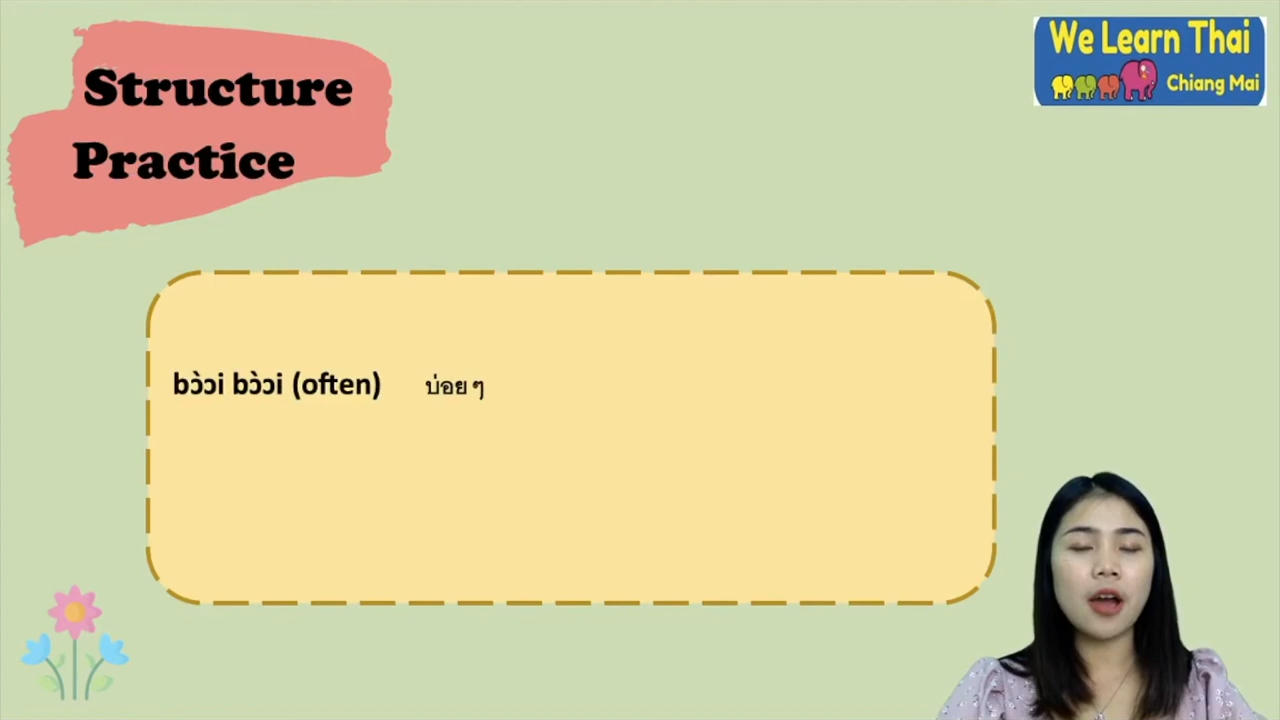 Structure
Practice
We Learn Thai
Chiang Mai
bɔ̀ɔi bɔ̀ɔi (often) บ่อย ๆ